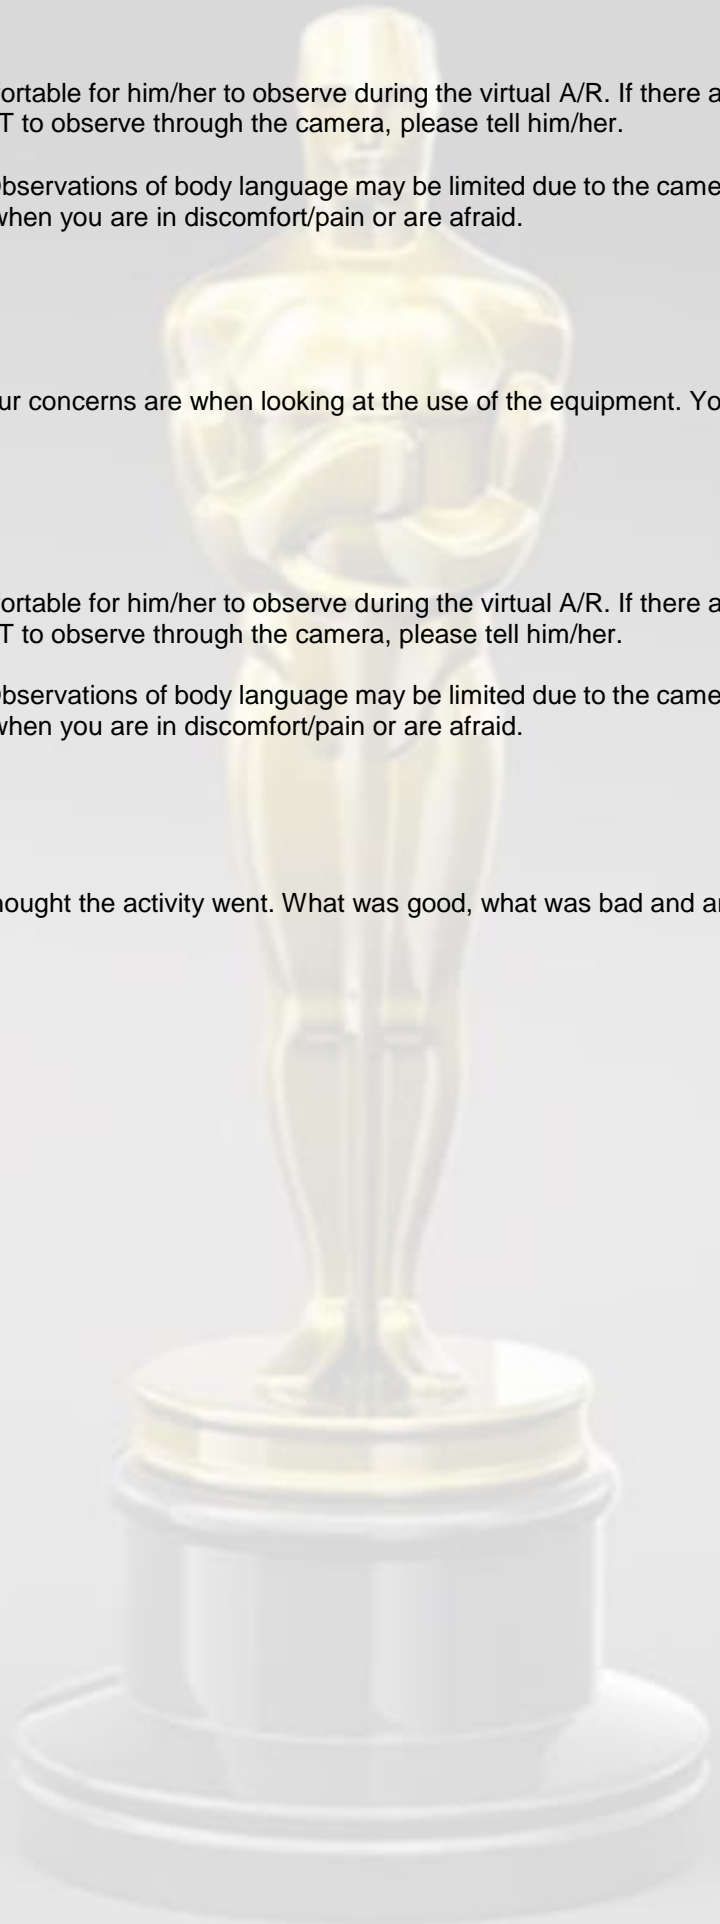 ortable for him/her to observe during the virtual A/R. If there a
T to observe through the camera, please tell him/her.
bservations of body language may be limited due to the came
when you are in discomfort/pain or are afraid.
ur concerns are when looking at the use of the equipment. Yo
ortable for him/her to observe during the virtual A/R. If there a
T to observe through the camera, please tell him/her.
bservations of body language may be limited due to the came
when you are in discomfort/pain or are afraid.
hought the activity went. What was good, what was bad and a